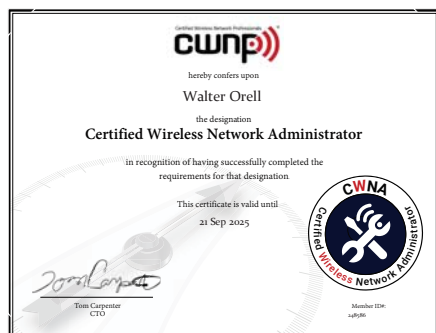 Certified Wireless Network Professionals
CWNP
hereby confers upon
Walter Orell
the designation
Certified Wireless Network Administrator
in recognition of having successfully completed the
requirements for that designation.
This certificate is valid until
21 Sep 2025
CWNA
Certified Wireless Network Administrator
Tom Carpenter
Tom Carpenter
CTO
Member ID#:
248586